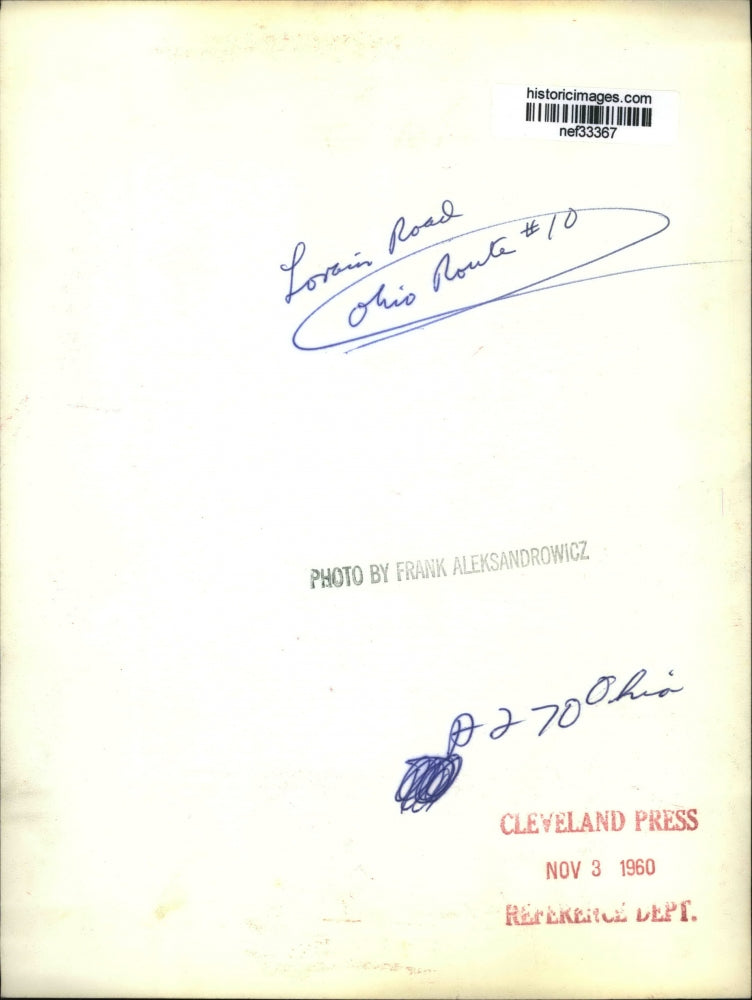 historicimages.com
nef33367
Lorain Road
Ohio Route #10
PHOTO BY FRANK ALEKSANDROWICZ
270 Ohio
CLEVELAND PRESS
NOV 3 1960
REFERENCE DEPT.